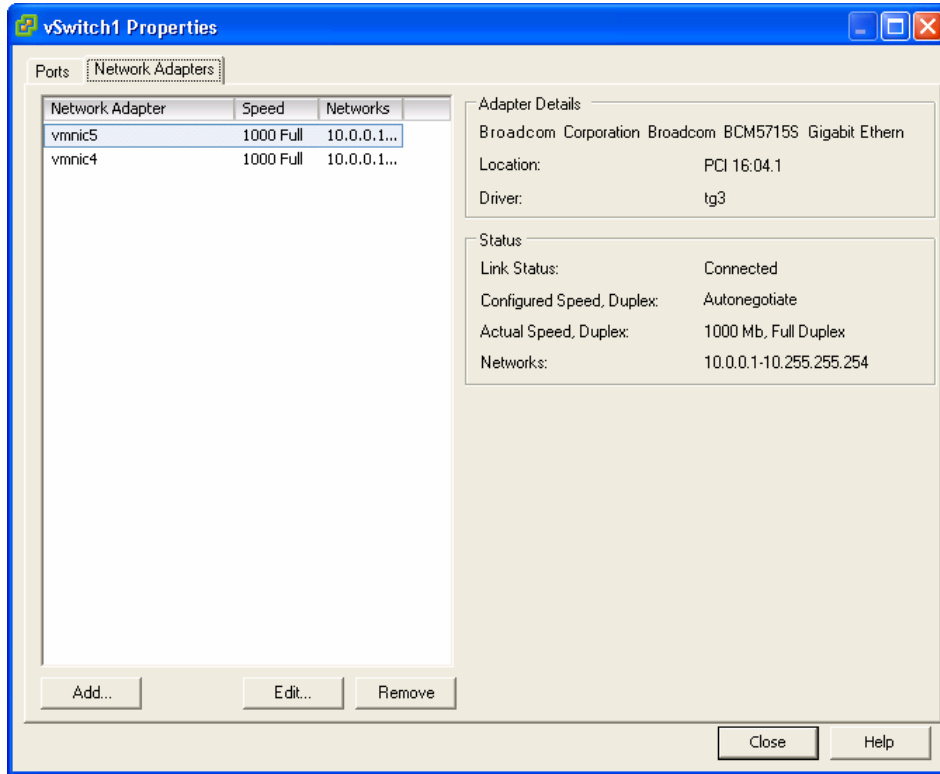 vSwitch1 Properties
Ports
Network Adapters
Network Adapter Speed Networks
vmnic5 1000 Full 10.0.0.1...
vmnic4 1000 Full 10.0.0.1...
Add...
Edit...
Remove
Adapter Details
Broadcom Corporation Broadcom BCM5715S Gigabit Ethern
Location: PCI 16:04.1
Driver: tg3
Status
Link Status: Connected
Configured Speed, Duplex: Autonegotiate
Actual Speed, Duplex: 1000 Mb, Full Duplex
Networks: 10.0.0.1-10.255.255.254
Close
Help